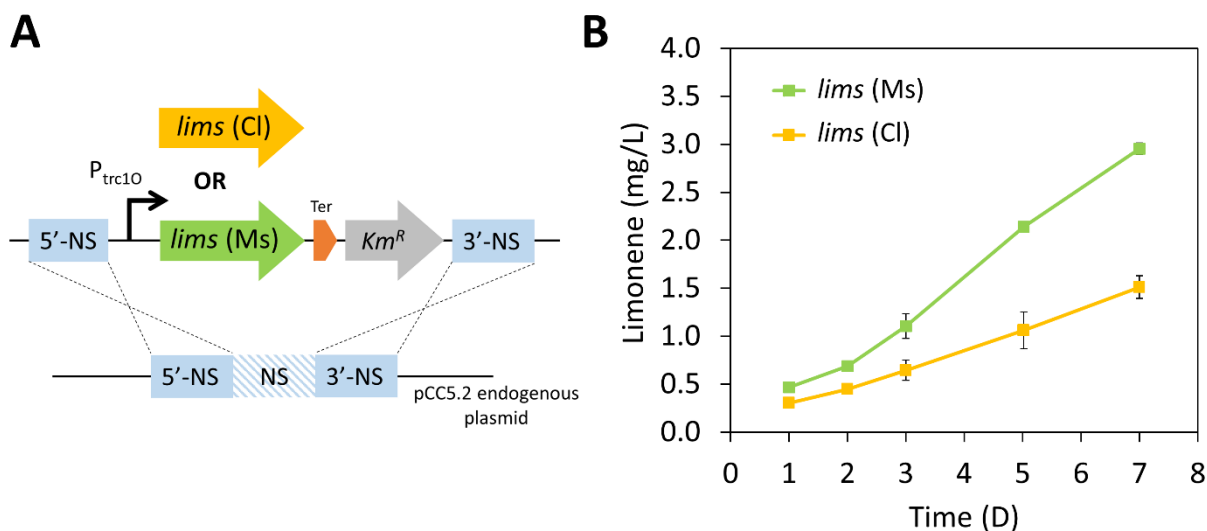 A
lims (Cl)
P trc1O
OR
Ter
5’-NS
lims (Ms)
Km^R
3’-NS
5’-NS
NS
3’-NS
pCC5.2 endogenous
plasmid
B
4.0
3.5
3.0
2.5
2.0
1.5
1.0
0.5
0.0
Limonene (mg/L)
lims (Ms)
lims (Cl)
0 1 2 3 4 5 6 7 8
Time (D)